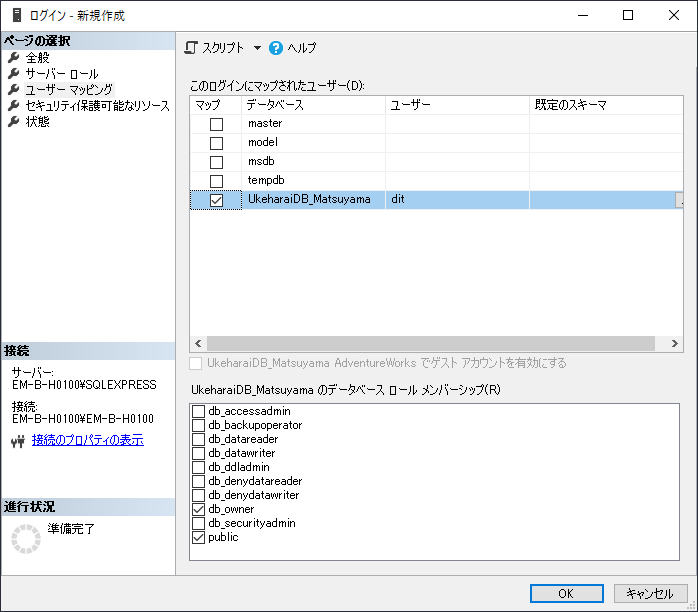 ログイン - 新規作成
ページの選択
全般
サーバー ロール
ユーザー マッピング
セキュリティ保護可能なリソース
状態
接続
サーバー:
EM-B-H0100¥SQLEXPRESS
接続:
EM-B-H0100¥EM-B-H0100
接続のプロパティの表示
進行状況
準備完了
スクリプト ヘルプ
このログインにマップされたユーザー(D):
マップ データベース ユーザー 既定のスキーマ
master
model
msdb
tempdb
UkeharaiDB_Matsuyama dit
UkeharaiDB_Matsuyama AdventureWorks でゲスト アカウントを有効にする
UkeharaiDB_Matsuyama のデータベース ロール メンバーシップ(R)
db_accessadmin
db_backupoperator
db_datareader
db_datawriter
db_ddladmin
db_denydatareader
db_denydatawriter
db_owner
db_securityadmin
public
OK キャンセル